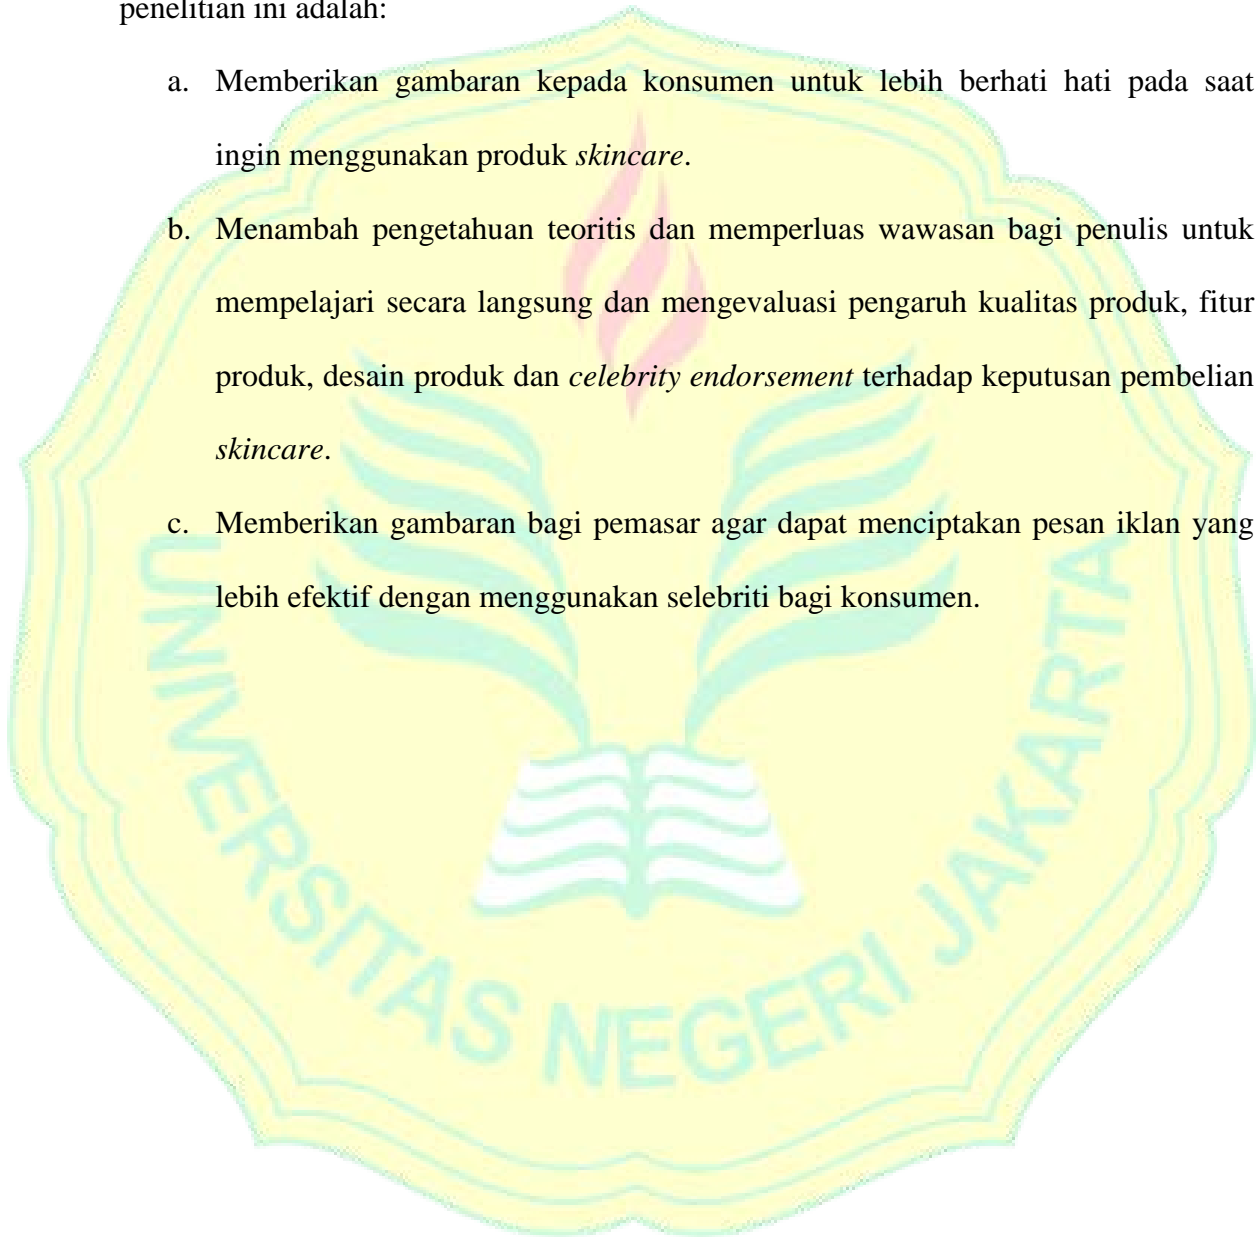 penelitian ini adalah:
a. Memberikan gambaran kepada konsumen untuk lebih berhati hati pada saat
ingin menggunakan produk skincare.
b. Menambah pengetahuan teoritis dan memperluas wawasan bagi penulis untuk
mempelajari secara langsung dan mengevaluasi pengaruh kualitas produk, fitur
produk, desain produk dan celebrity endorsement terhadap keputusan pembelian
skincare.
c. Memberikan gambaran bagi pemasar agar dapat menciptakan pesan iklan yang
lebih efektif dengan menggunakan selebriti bagi konsumen.
UNIVERSITAS NEGERI JAKARTA